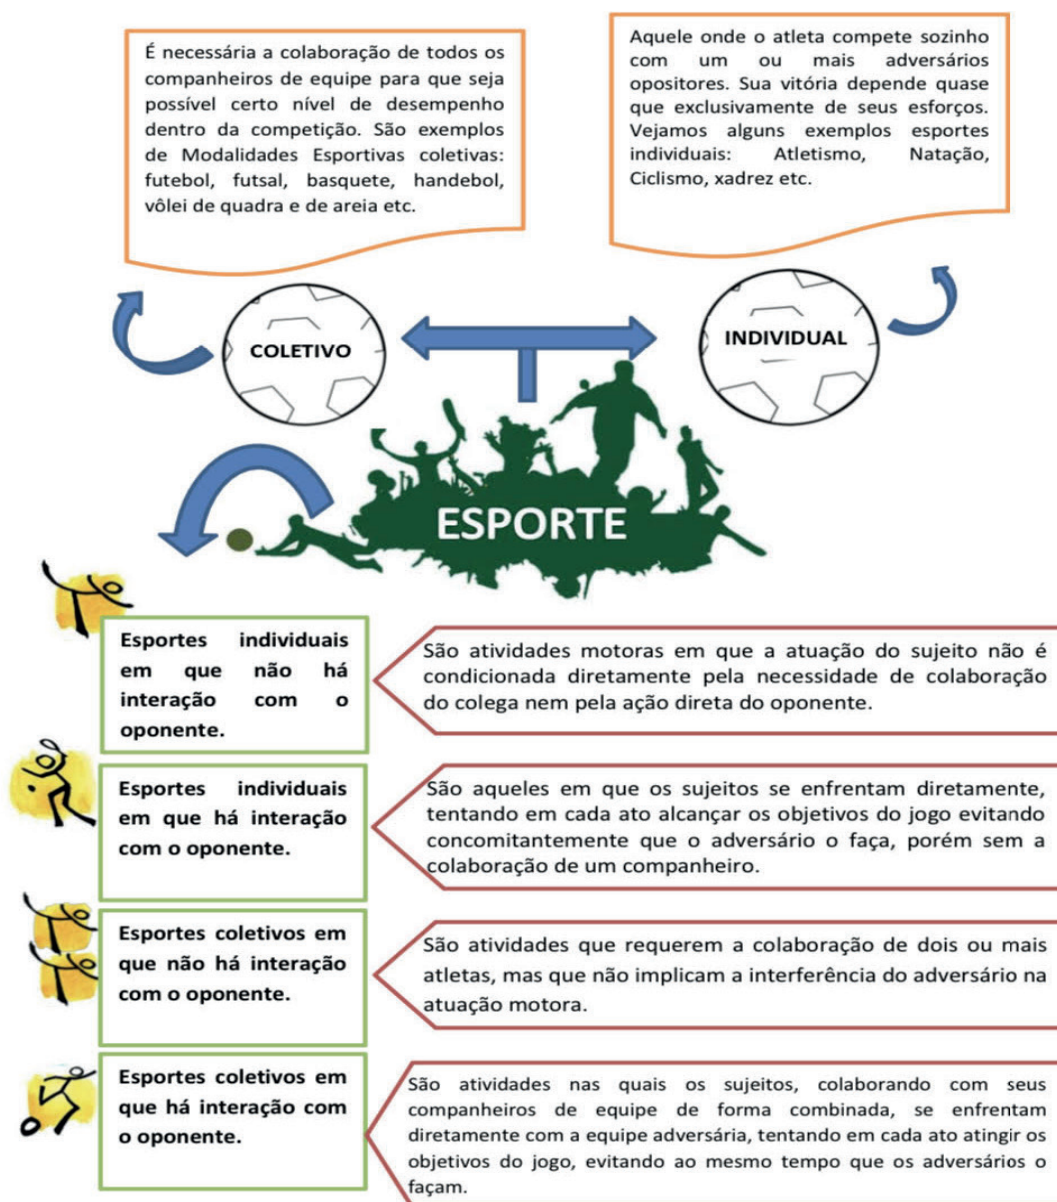 É necessária a colaboração de todos os
companheiros de equipe para que seja
possível certo nível de desempenho
dentro da competição. São exemplos
de Modalidades Esportivas coletivas:
futebol, futsal, basquete, handebol,
vôlei de quadra e de areia etc.
Aquele onde o atleta compete sozinho
com um ou mais adversários
opositores. Sua vitória depende quase
que exclusivamente de seus esforços.
Vejamos alguns exemplos esportes
individuais: Atletismo, Natação,
Ciclismo, xadrez etc.
COLETIVO
INDIVIDUAL
ESPORTE
Esportes individuais
em que não há
interação com o
oponente.
São atividades motoras em que a atuação do sujeito não é
condicionada diretamente pela necessidade de colaboração
do colega nem pela ação direta do oponente.
Esportes individuais
em que há interação
com o oponente.
São aqueles em que os sujeitos se enfrentam diretamente,
tentando em cada ato alcançar os objetivos do jogo evitando
concomitantemente que o adversário o faça, porém sem a
colaboração de um companheiro.
Esportes coletivos em
que não há interação
com o oponente.
São atividades que requerem a colaboração de dois ou mais
atletas, mas que não implicam a interferência do adversário na
atuação motora.
Esportes coletivos em
que há interação com
o oponente.
São atividades nas quais os sujeitos, colaborando com seus
companheiros de equipe de forma combinada, se enfrentam
diretamente com a equipe adversária, tentando em cada ato atingir os
objetivos do jogo, evitando ao mesmo tempo que os adversários o
façam.